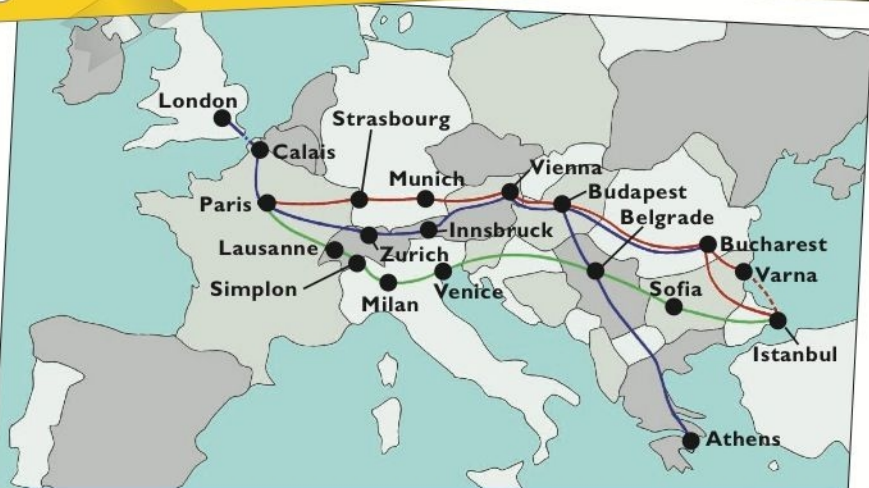 London
Strasbourg
Calais
Munich
Vienna
Paris
Budapest
Belgrade
Innsbruck
Bucharest
Lausanne
Zurich
Varna
Simplon
Sofia
Milan
Venice
Istanbul
Athens